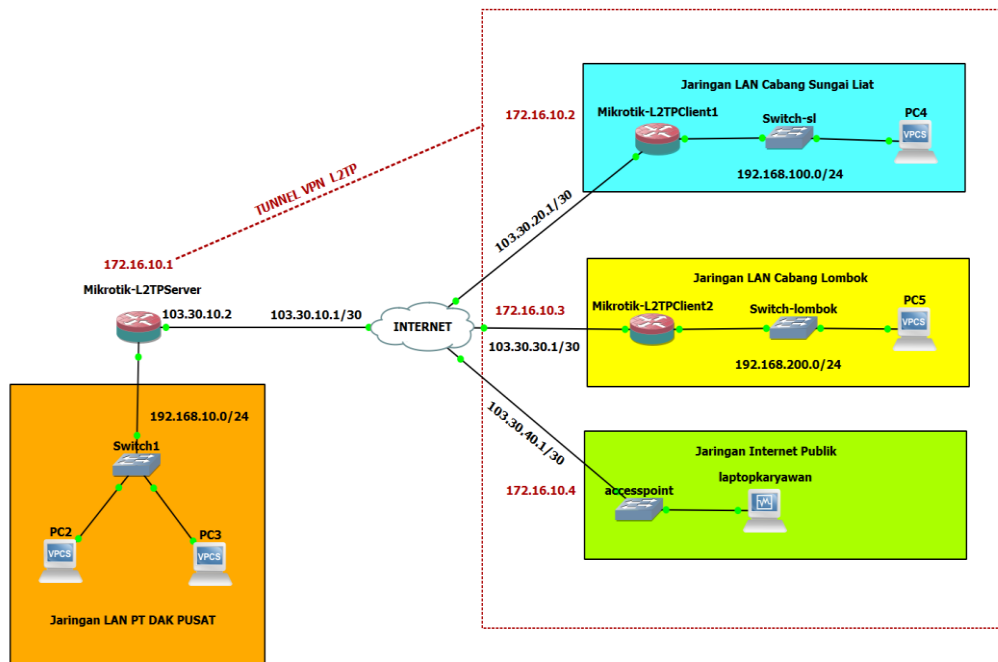 Jaringan LAN Cabang Sungai Liat
172.16.10.2
Mikrotik-L2TPClient1
Switch-sl
PC4
VPCS
192.168.100.0/24
TUNNEL VPN L2TP
103.30.20.1/30
172.16.10.1
Mikrotik-L2TPServer
103.30.10.2
103.30.10.1/30
INTERNET
Jaringan LAN Cabang Lombok
172.16.10.3
Mikrotik-L2TPClient2
Switch-lombok
PC5
VPCS
103.30.30.1/30
192.168.200.0/24
192.168.10.0/24
Switch1
PC2
VPCS
PC3
VPCS
Jaringan LAN PT DAK PUSAT
103.30.40.1/30
Jaringan Internet Publik
172.16.10.4
accesspoint
laptopkaryawan